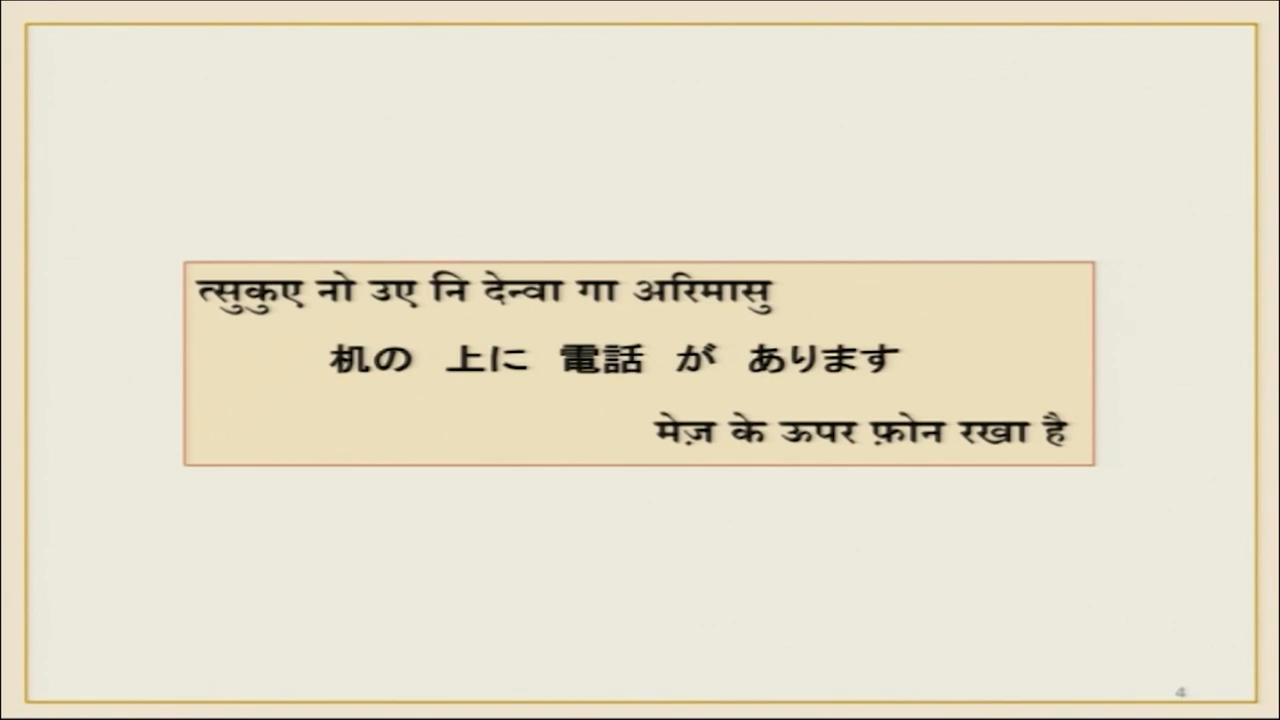 त्सुकुए नो उए नि देन्वा गा अरिमासु
机の 上に 電話 が あります
मेज़ के ऊपर फ़ोन रखा है
4